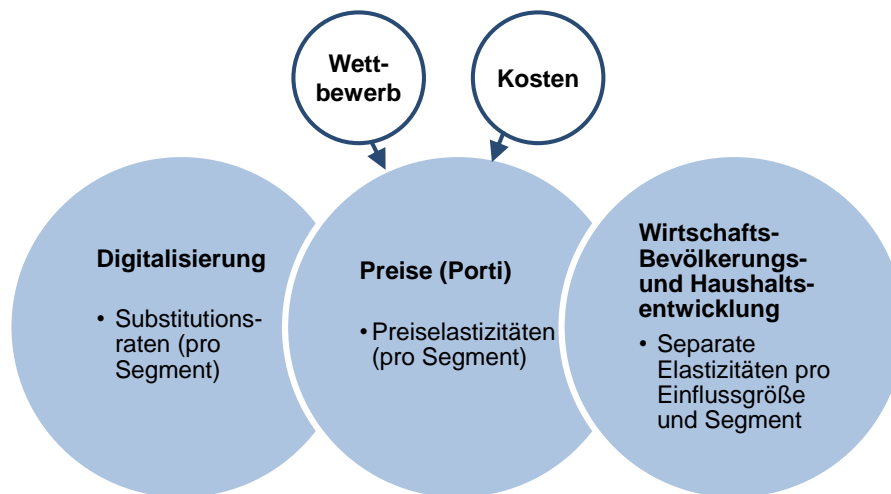 Wett-
bewerb
Kosten
Digitalisierung
• Substitutions-
raten (pro
Segment)
Preise (Porti)
• Preiselastizitäten
(pro Segment)
Wirtschafts-
Bevölkerungs-
und Haushalts-
entwicklung
• Separate
Elastizitäten pro
Einflussgröße
und Segment